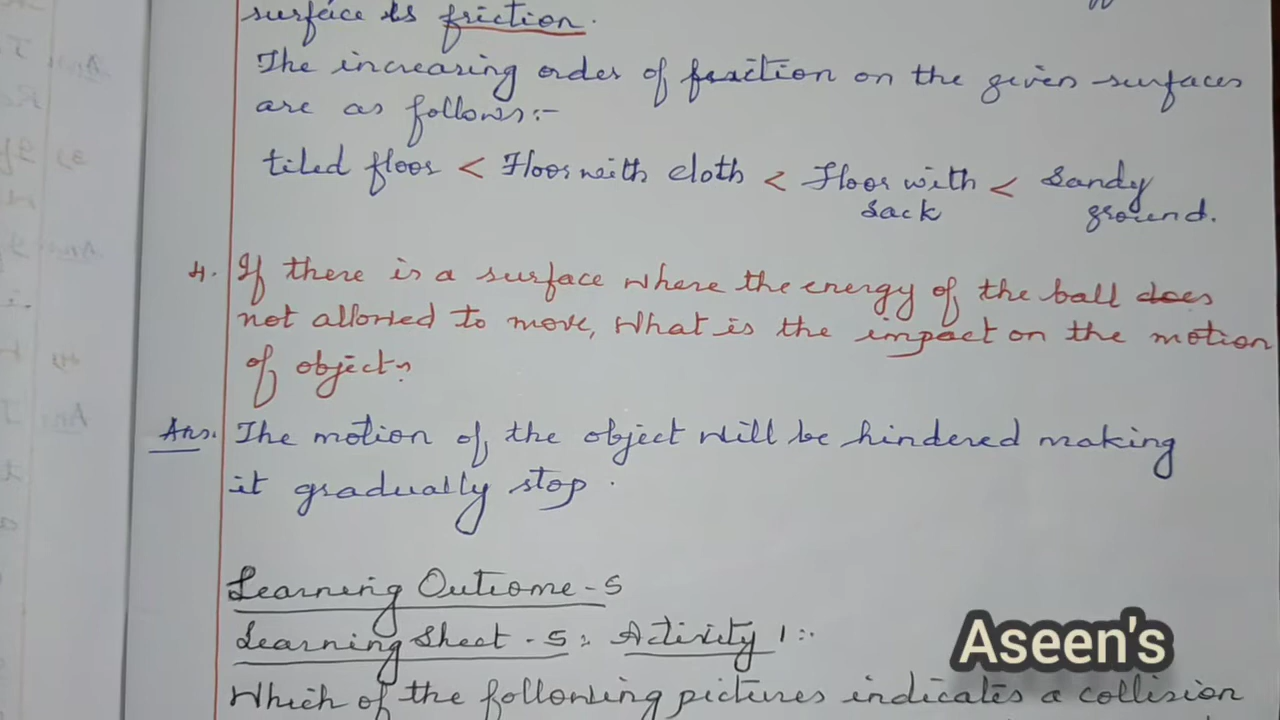 surface is friction.
The increasing order of friction on the given surfaces
are as follows:-
tiled floor < Floor with cloth < Floor with < Sandy
sack ground.
4. If there is a surface where the energy of the ball does
not allowed to move, What is the impact on the motion
of object?
Ans. The motion of the object will be hindered making
it gradually stop.
Learning Outcome-5
Learning Sheet-5: Activity 1:-
Aseen's
Which of the following pictures indicates a collision